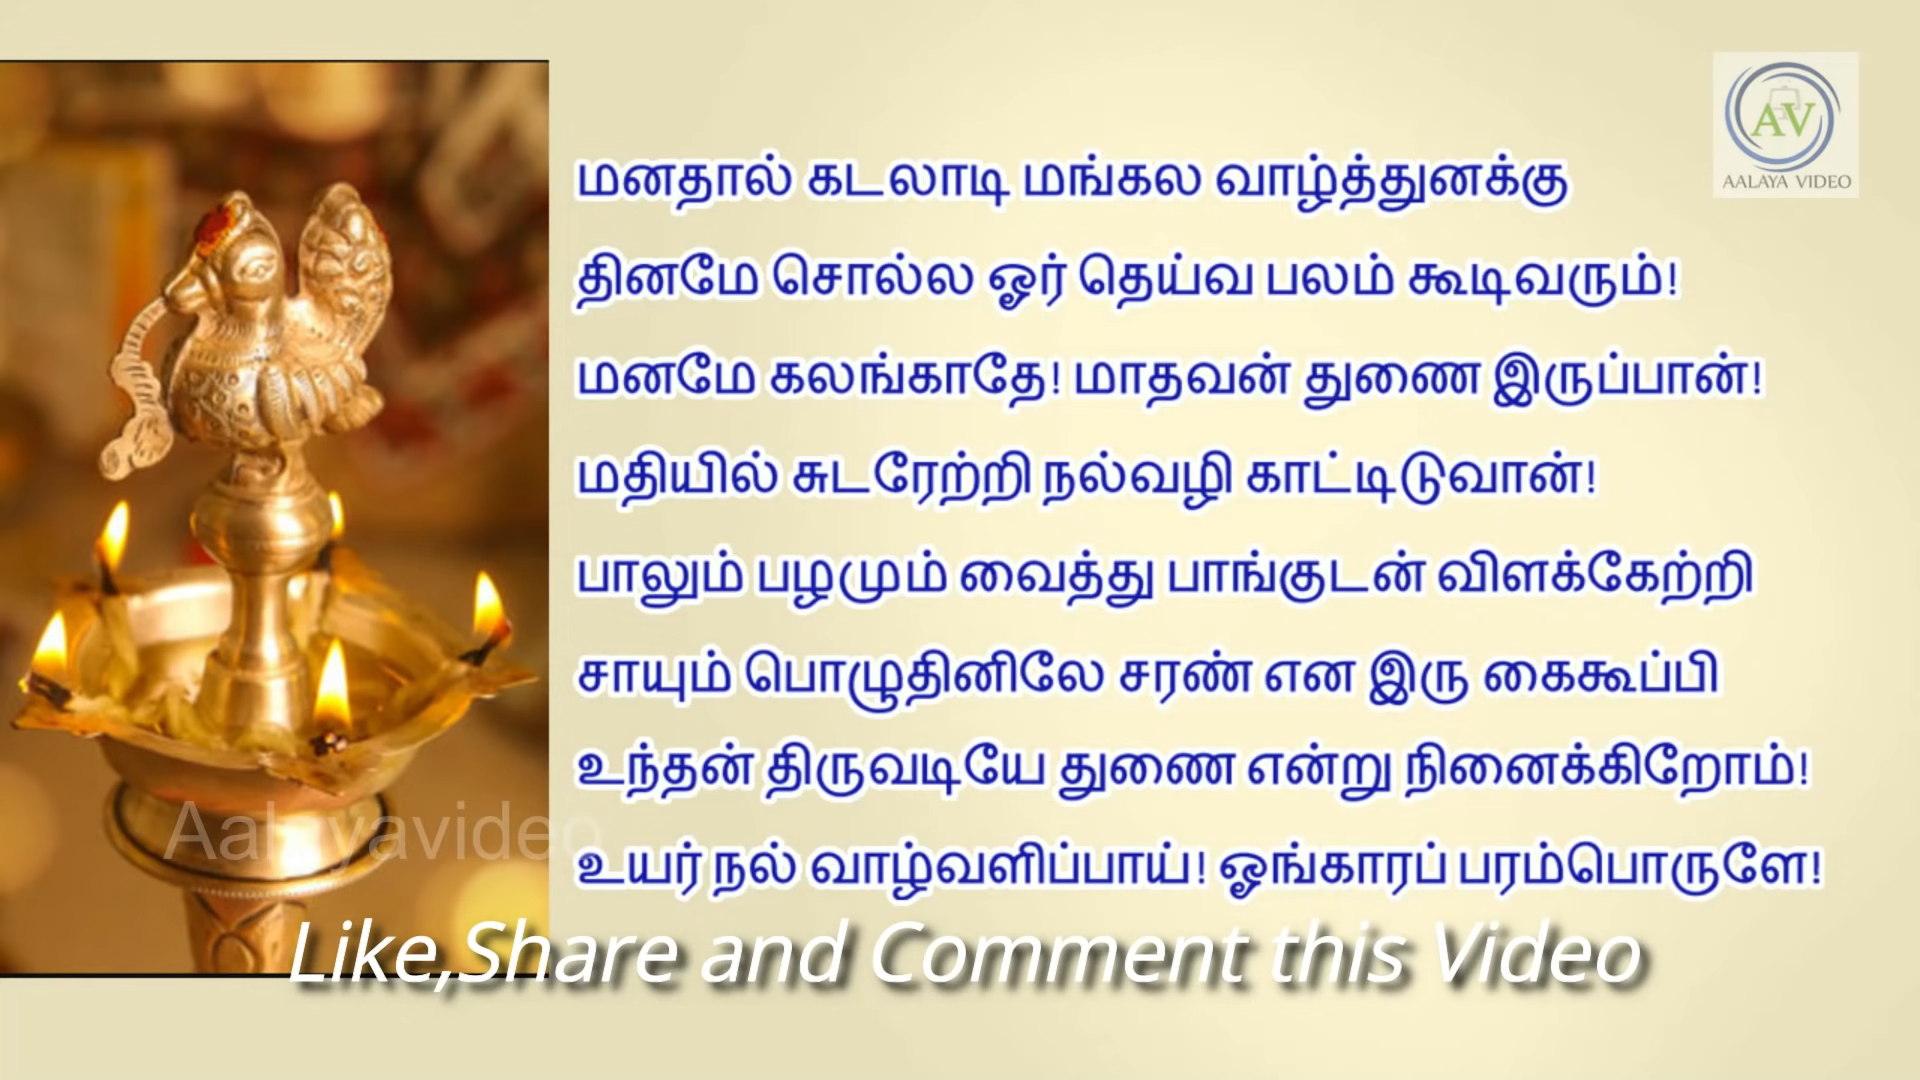 AV
AALAYA VIDEO
மனதால் கடலாடி மங்கல வாழ்த்துனக்கு
தினமே சொல்ல ஓர் தெய்வ பலம் கூடிவரும்!
மனமே கலங்காதே! மாதவன் துணை இருப்பான்!
மதியில் சுடரேற்றி நல்வழி காட்டிடுவான்!
பாலும் பழமும் வைத்து பாங்குடன் விளக்கேற்றி
சாயும் பொழுதினிலே சரண் என இரு கைகூப்பி
உந்தன் திருவடியே துணை என்று நினைக்கிறோம்!
Aalayavideo
உயர் நல் வாழ்வளிப்பாய்! ஓங்காரப் பரம்பொருளே!
Like,Share and Comment this Video